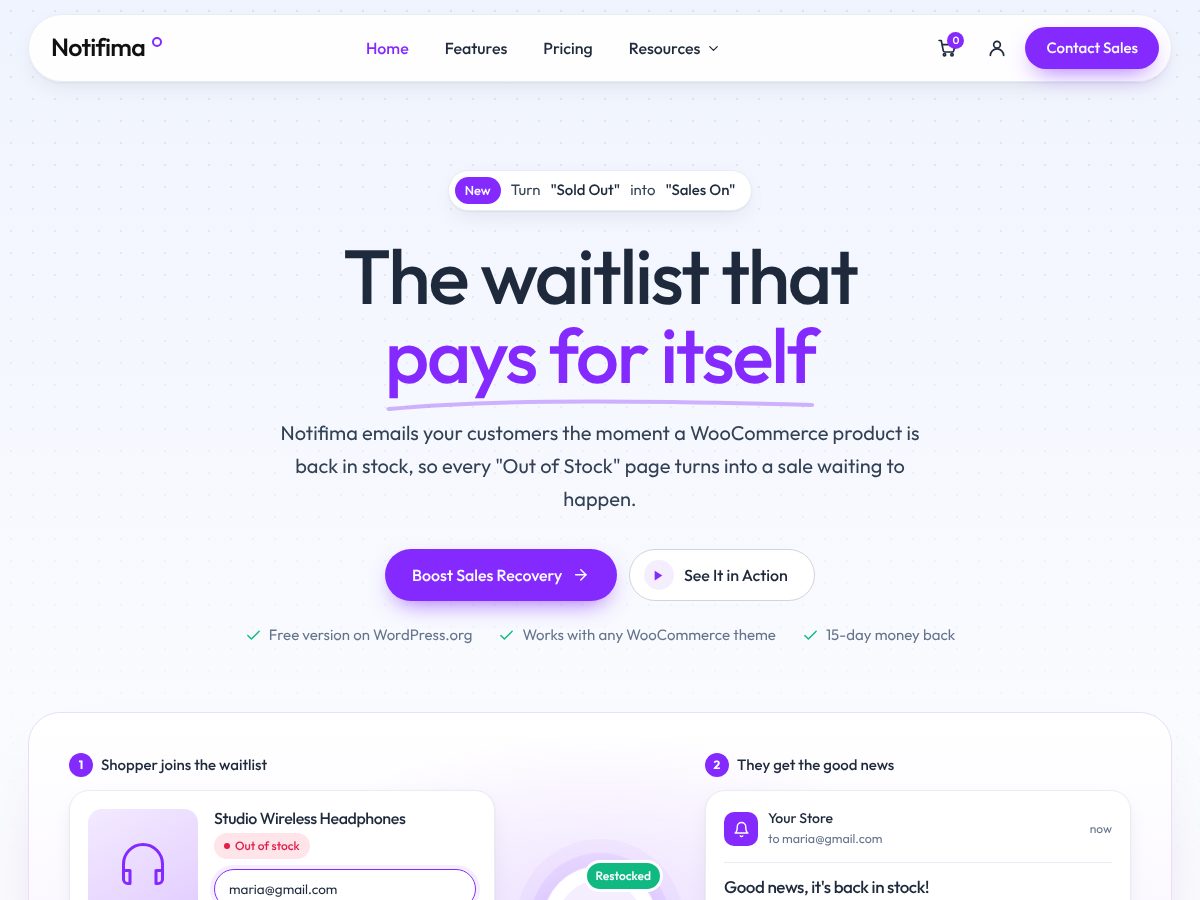 Notifima
Home Features Pricing Resources
0
Contact Sales
New Turn "Sold Out" into "Sales On"
The waitlist that
pays for itself
Notifima emails your customers the moment a WooCommerce product is
back in stock, so every "Out of Stock" page turns into a sale waiting to
happen.
Boost Sales Recovery
See It in Action
Free version on WordPress.org
Works with any WooCommerce theme
15-day money back
1 Shopper joins the waitlist
Studio Wireless Headphones
Out of stock
maria@gmail.com
Restocked
2 They get the good news
Your Store
to maria@gmail.com
now
Good news, it's back in stock!